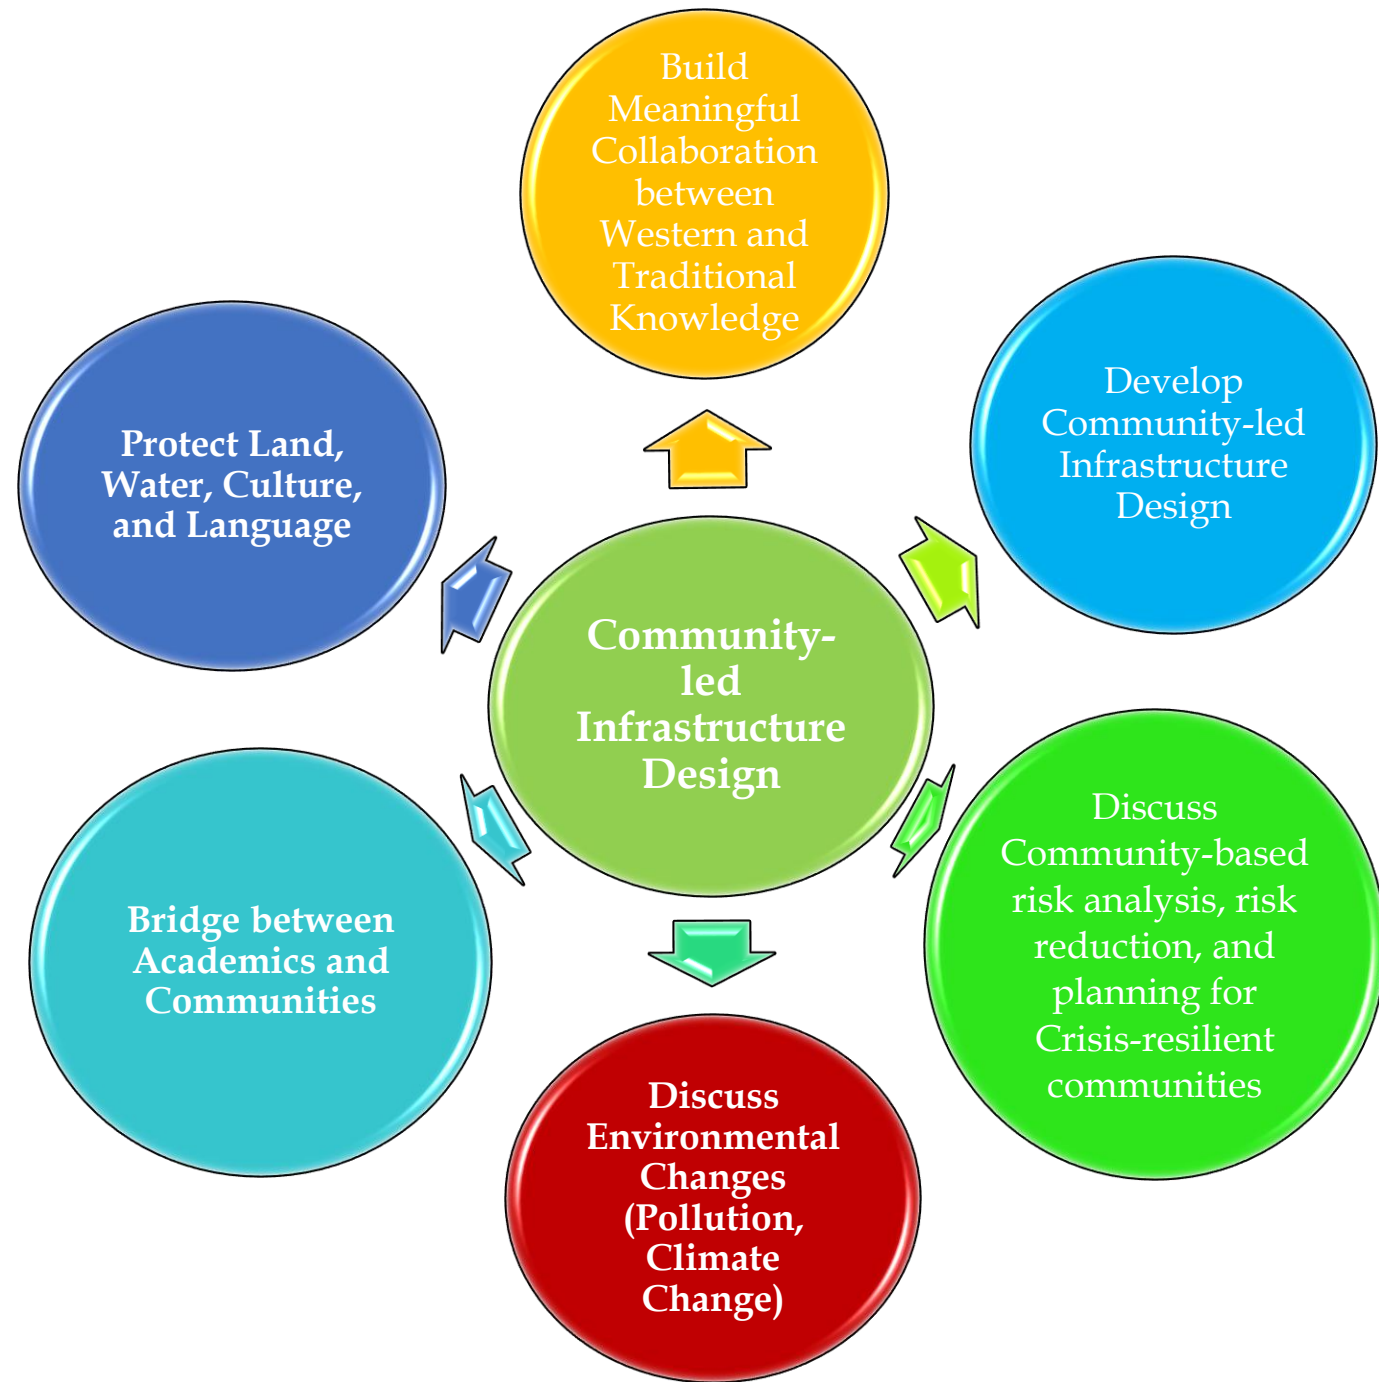 Build
Meaningful
Collaboration
between
Western and
Traditional
Knowledge
Develop
Community-led
Infrastructure
Design
Discuss
Community-based
risk analysis, risk
reduction, and
planning for
Crisis-resilient
communities
Discuss
Environmental
Changes
(Pollution,
Climate
Change)
Bridge between
Academics and
Communities
Protect Land,
Water, Culture,
and Language
Community-
led
Infrastructure
Design